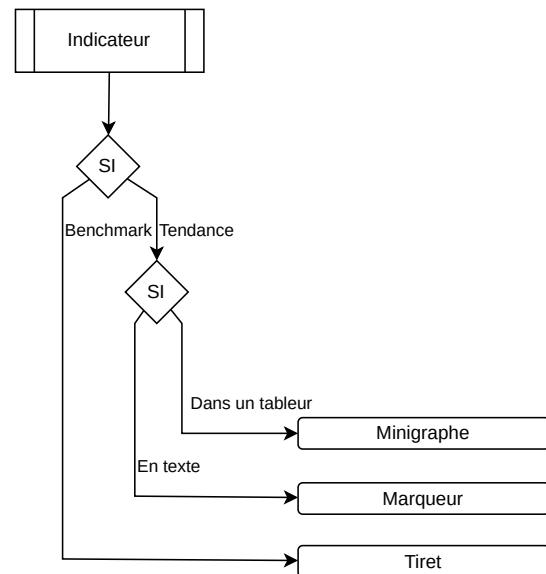 Indicateur
SI
Benchmark
Tendance
SI
Dans un tableur
Minigraphe
En texte
Marqueur
Tiret